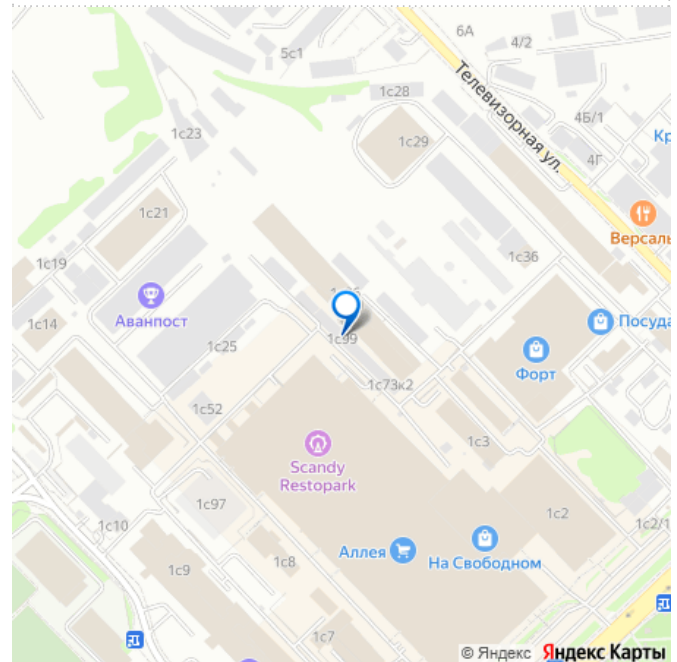 6А
4/2
5с1
Телевизорная ул.
1с28
4Б/1
1с23
1с29
Кр
4Г
1с21
Версаль
1с36
1с19
Аванпост
1с14
Посуда
1с99
1с25
Форт
1с73к2
1с52
1с3
Scandy
Restopark
1с97
1с2
1с10
1с2/1
Аллея
На Свободном
1с8
1с9
1с7
© Яндекс Яндекс Карты